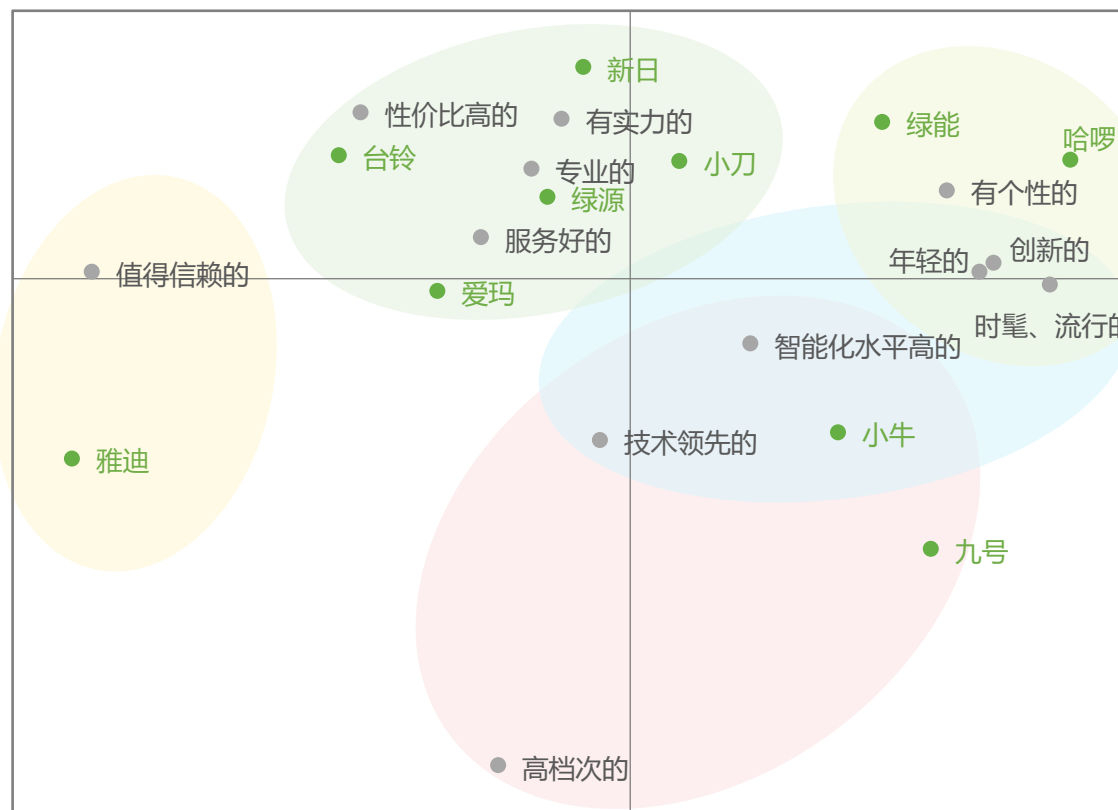 新日
性价比高的
有实力的
绿能
哈啰
台铃
专业的
小刀
绿源
有个性的
服务好的
创新的
年轻的
值得信赖的
爱玛
时髦、流行的
智能化水平高的
小牛
技术领先的
雅迪
九号
高档次的